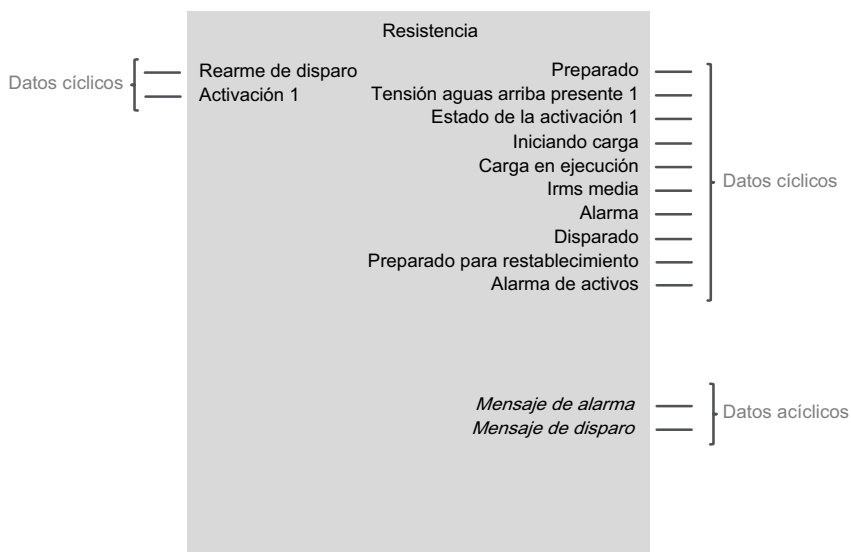 Resistencia
Datos cíclicos
Rearme de disparo
Activación 1
Preparado
Tensión aguas arriba presente 1
Estado de la activación 1
Iniciando carga
Carga en ejecución
Irms media
Alarma
Disparado
Preparado para restablecimiento
Alarma de activos
Datos cíclicos
Mensaje de alarma
Mensaje de disparo
Datos acíclicos